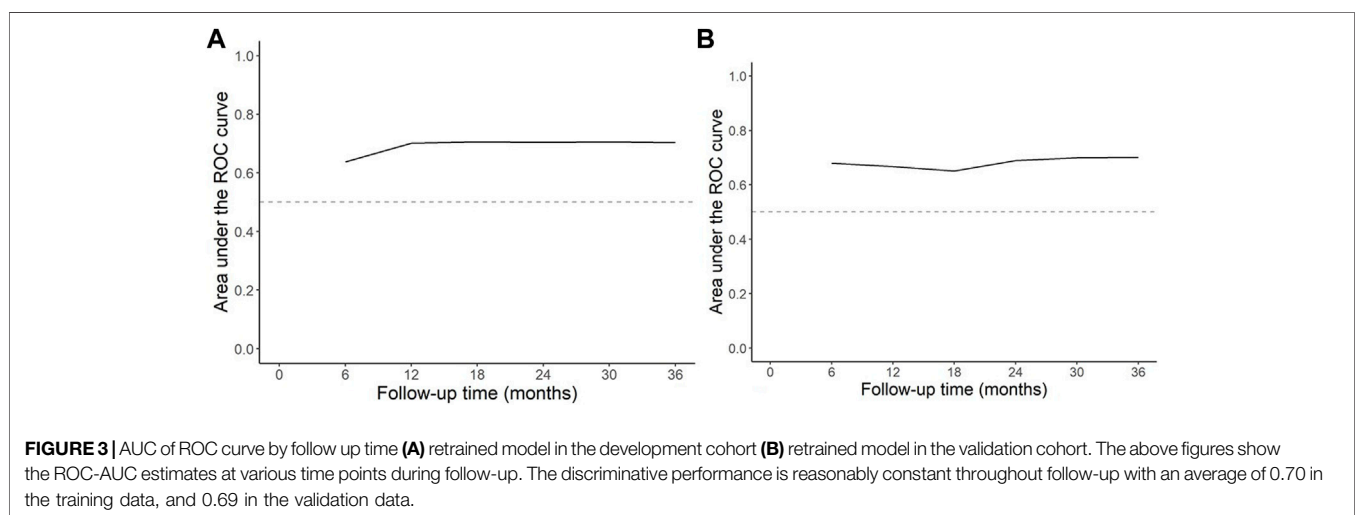 A
Area under the ROC curve
1.0
0.8
0.6
0.4
0.2
0.0
0 6 12 18 24 30 36
Follow-up time (months)
B
Area under the ROC curve
1.0
0.8
0.6
0.4
0.2
0.0
0 6 12 18 24 30 36
Follow-up time (months)
FIGURE 3 | AUC of ROC curve by follow up time (A) retrained model in the development cohort (B) retrained model in the validation cohort. The above figures show
the ROC-AUC estimates at various time points during follow-up. The discriminative performance is reasonably constant throughout follow-up with an average of 0.70 in
the training data, and 0.69 in the validation data.